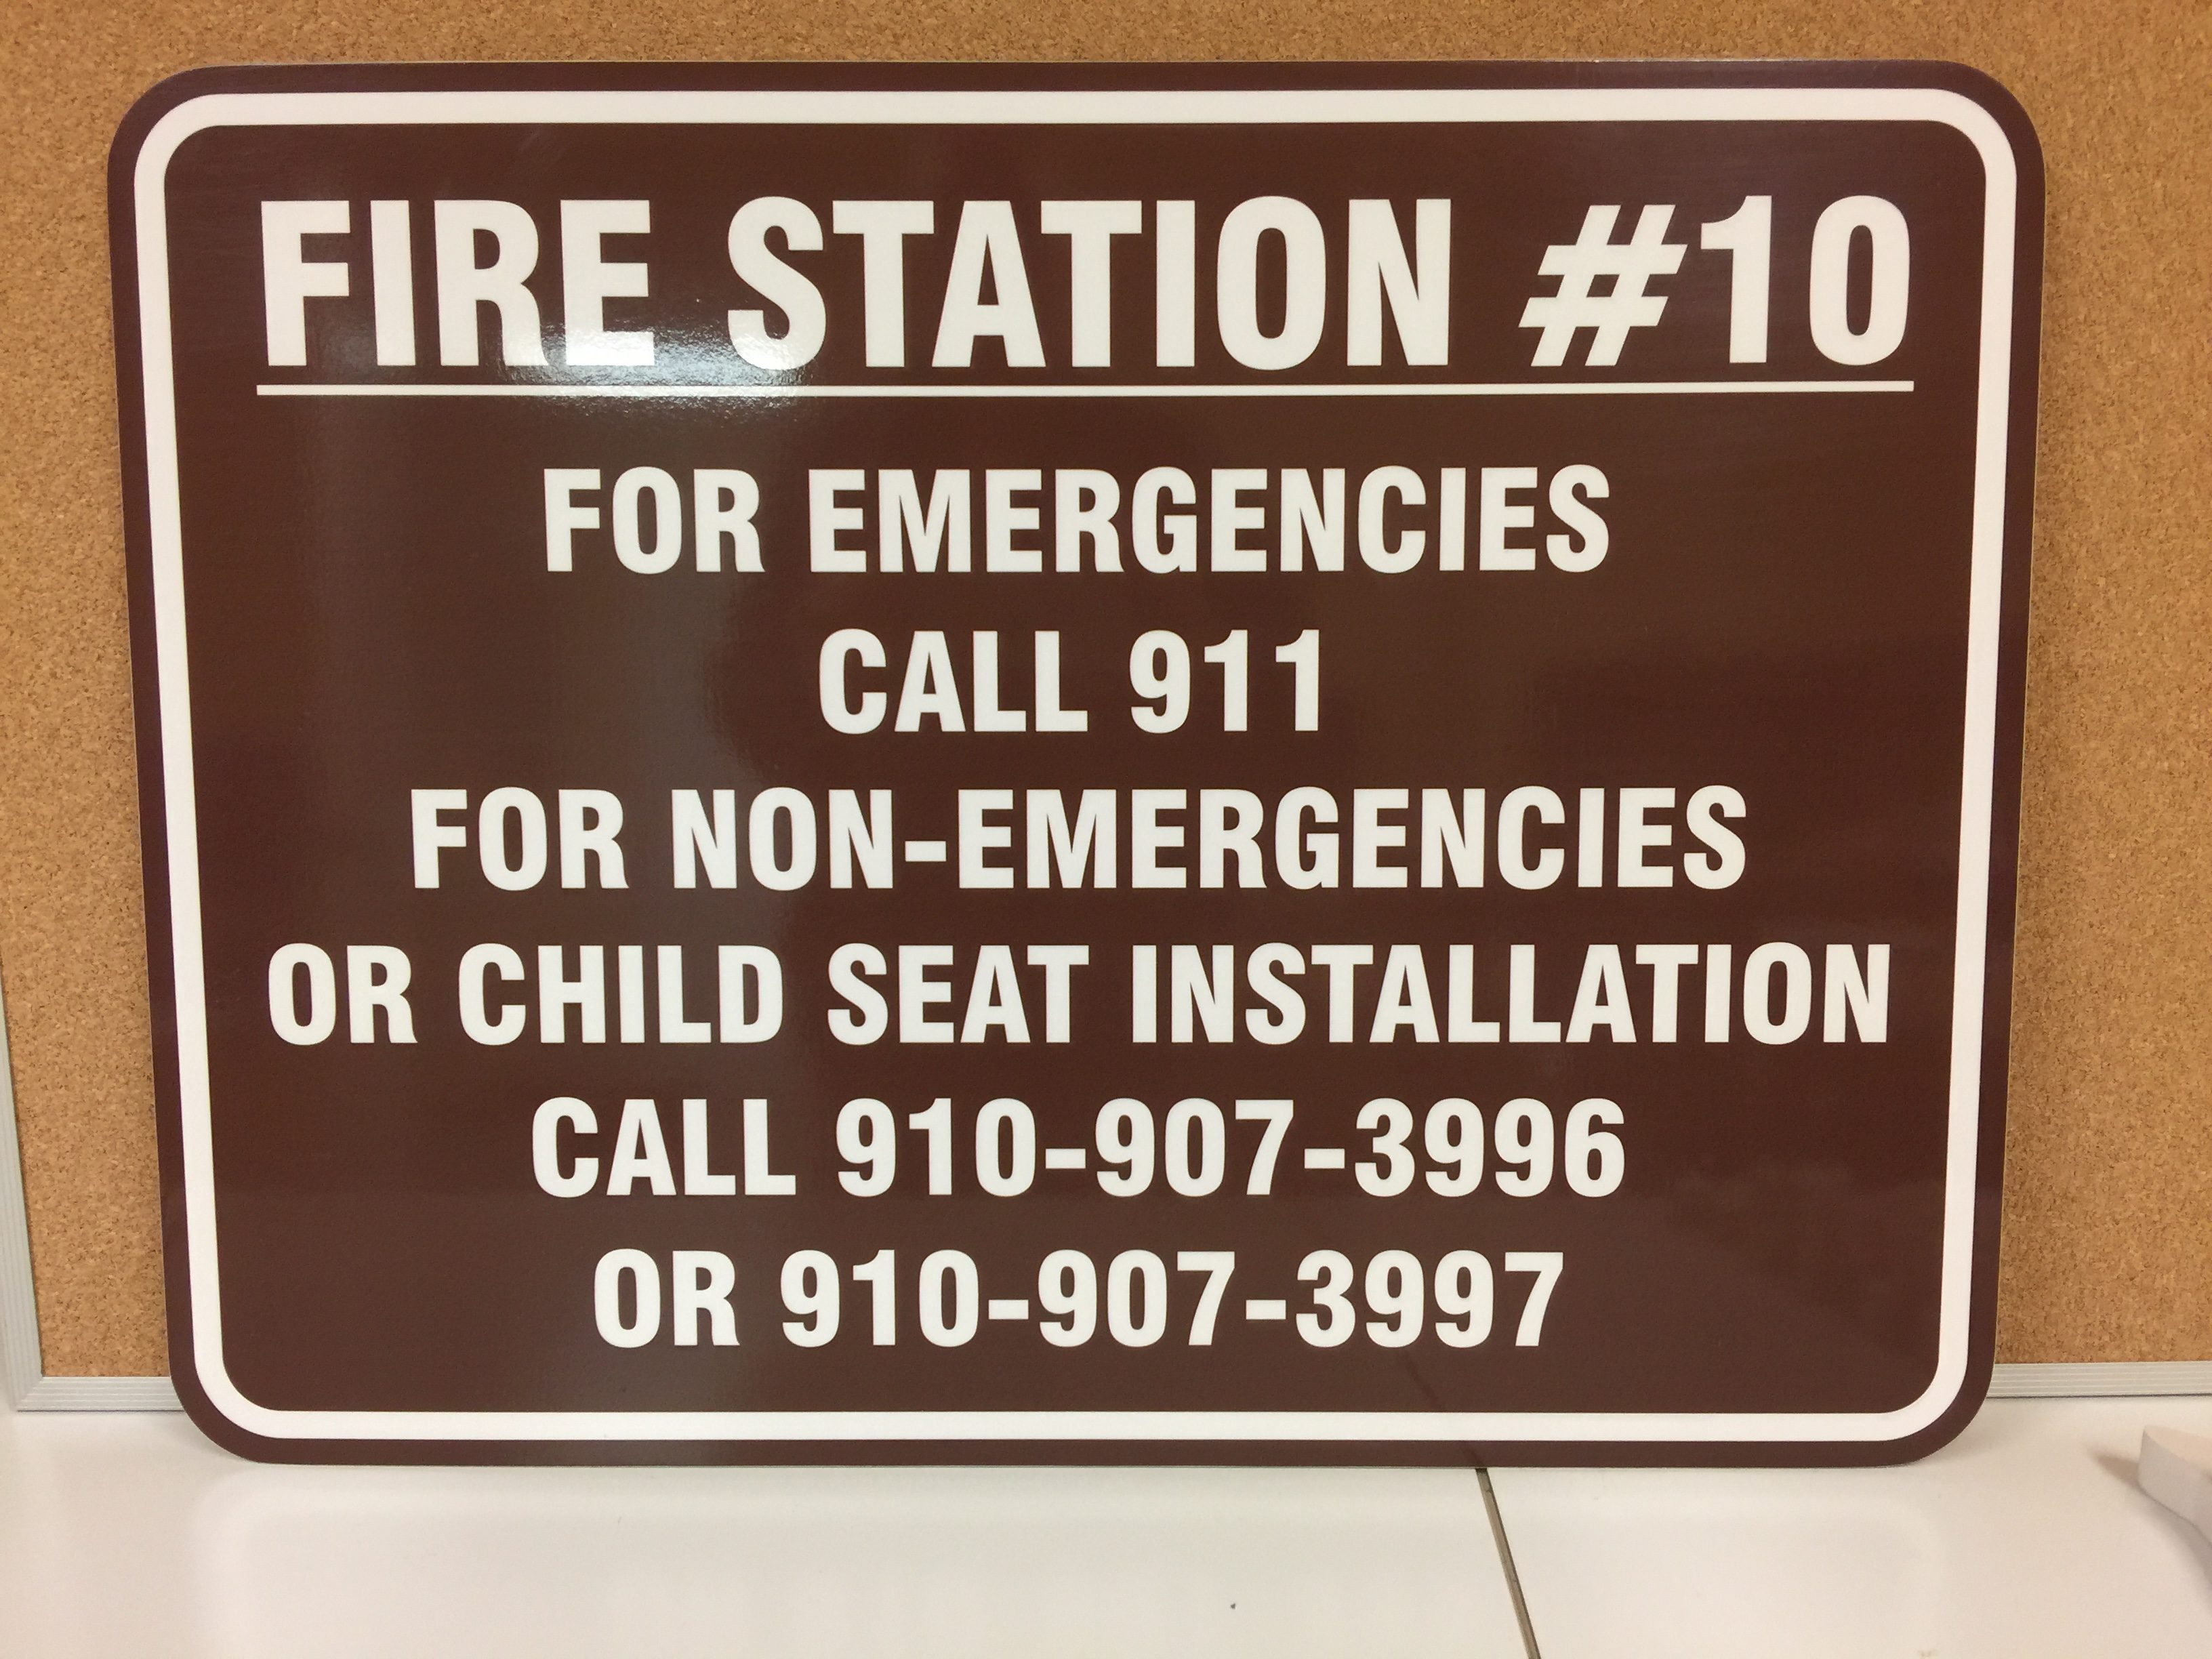 FIRE STATION #10
FOR EMERGENCIES
CALL 911
FOR NON-EMERGENCIES
OR CHILD SEAT INSTALLATION
CALL 910-907-3996
OR 910-907-3997